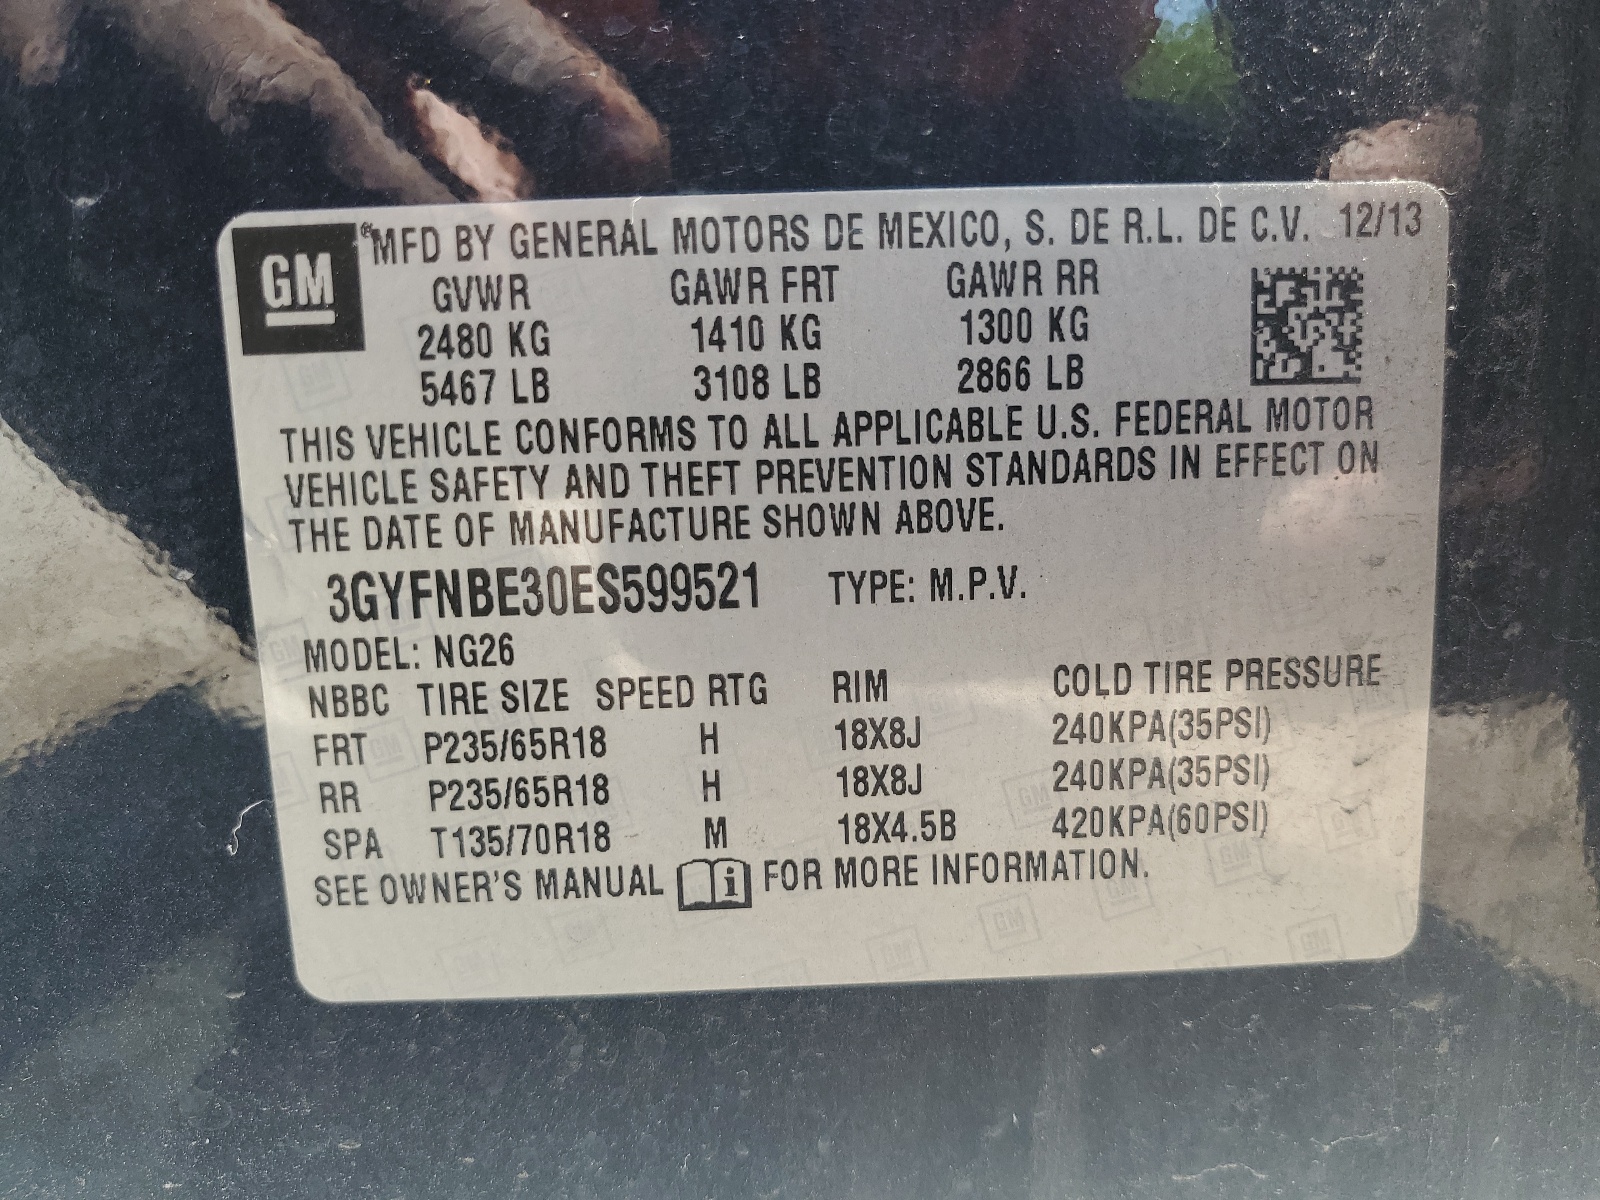 GM ® MFD BY GENERAL MOTORS DE MEXICO, S. DE R.L. DE C.V. 12/13
GVWR GAWR FRT GAWR RR
2480 KG 1410 KG 1300 KG
5467 LB 3108 LB 2866 LB
THIS VEHICLE CONFORMS TO ALL APPLICABLE U.S. FEDERAL MOTOR
VEHICLE SAFETY AND THEFT PREVENTION STANDARDS IN EFFECT ON
THE DATE OF MANUFACTURE SHOWN ABOVE.
3GYFNBE30ES599521 TYPE: M.P.V.
MODEL: NG26
NBBC TIRE SIZE SPEED RTG RIM COLD TIRE PRESSURE
FRT P235/65R18 H 18X8J 240KPA(35PSI)
RR P235/65R18 H 18X8J 240KPA(35PSI)
SPA T135/70R18 M 18X4.5B 420KPA(60PSI)
SEE OWNER'S MANUAL i FOR MORE INFORMATION.